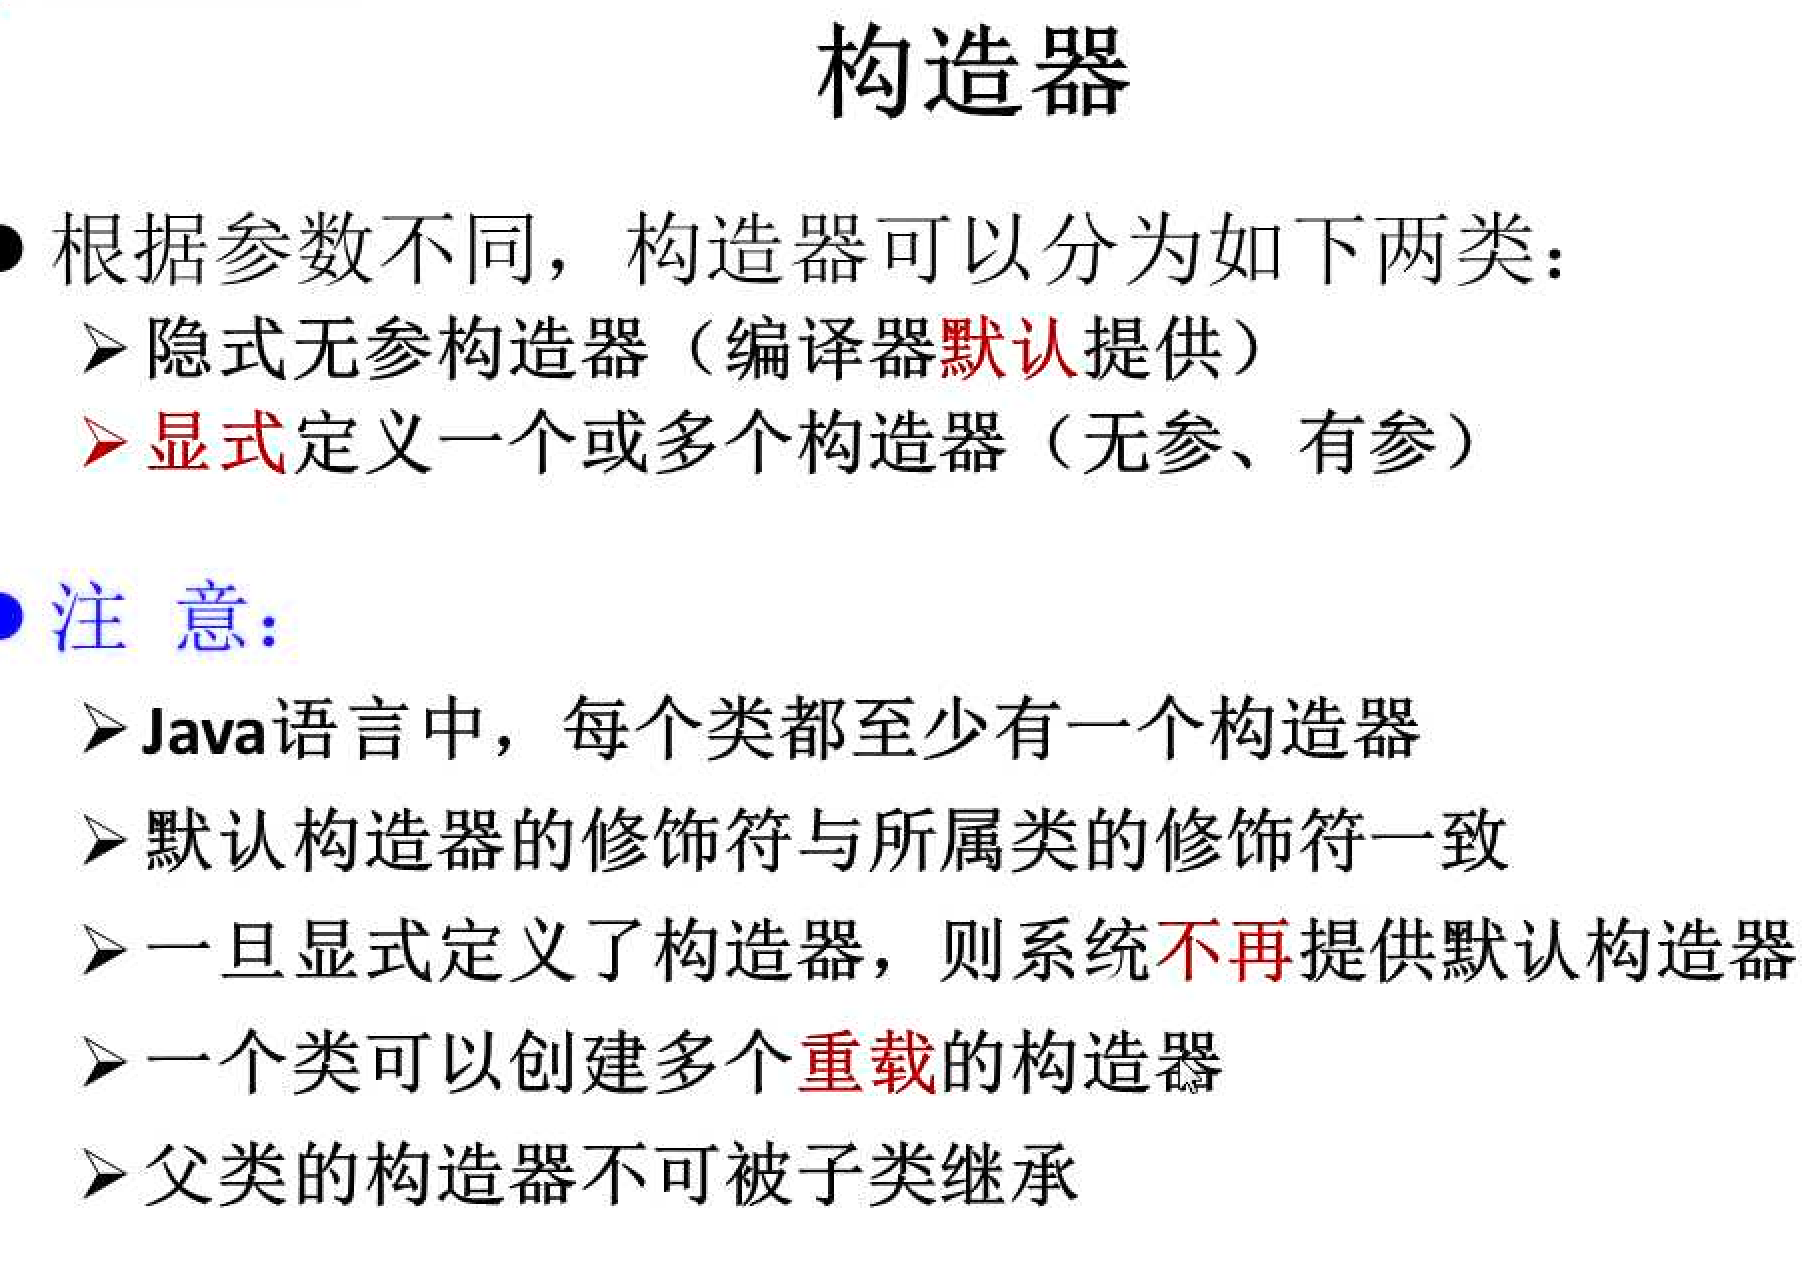 构造器
根据参数不同，构造器可以分为如下两类：
隐式无参构造器（编译器默认提供）
显式定义一个或多个构造器（无参、有参）
注 意：
Java语言中，每个类都至少有一个构造器
默认构造器的修饰符与所属类的修饰符一致
一旦显式定义了构造器，则系统不再提供默认构造器
一个类可以创建多个重载的构造器
父类的构造器不可被子类继承